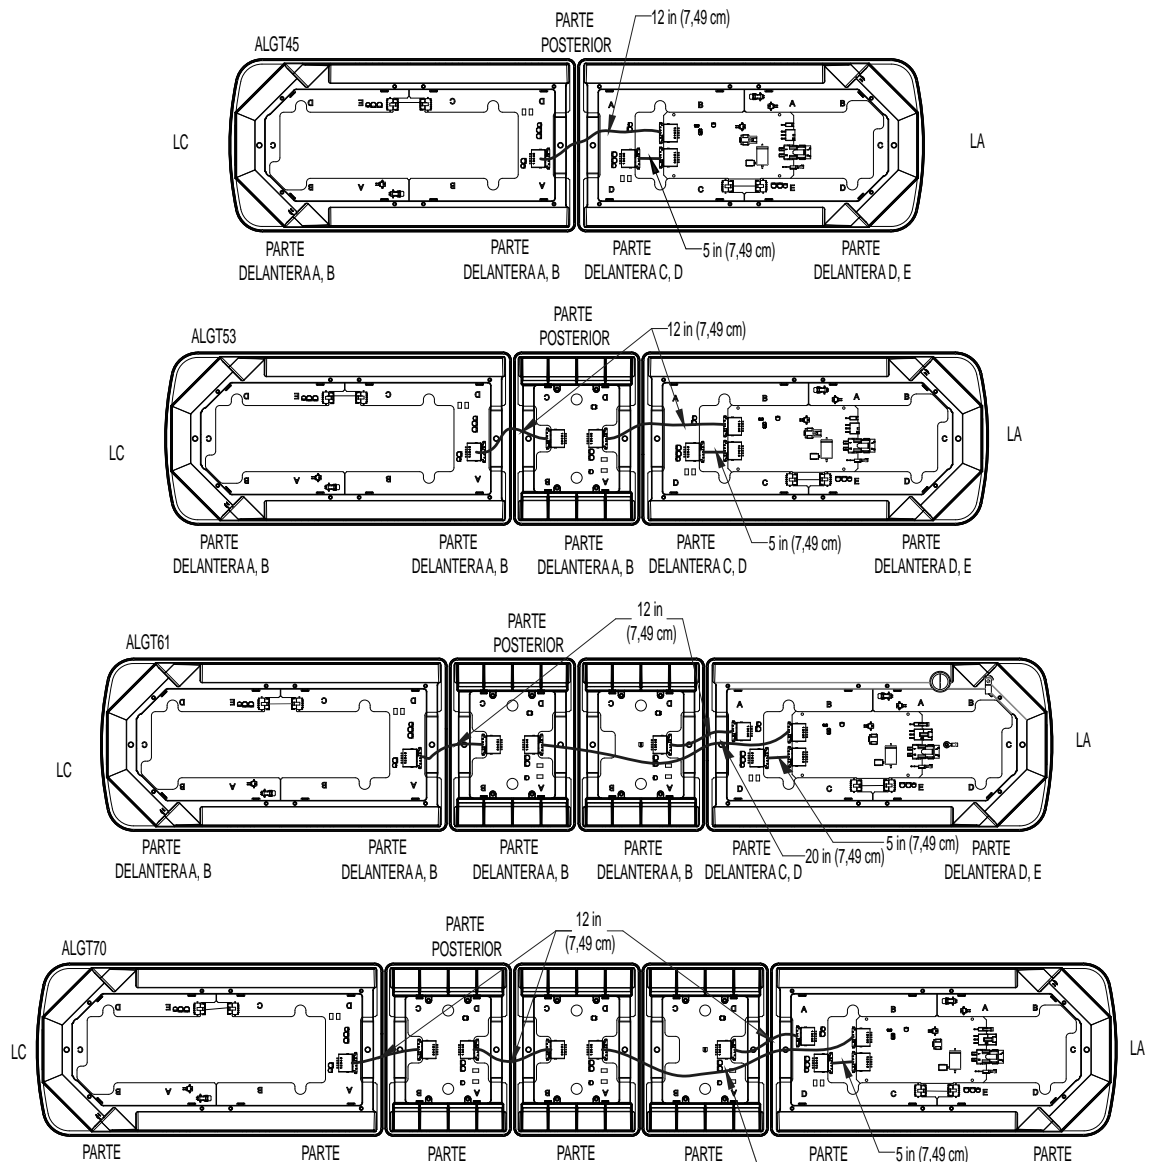 PARTE
POSTERIOR
12 in (7,49 cm)
ALGT45
LC
LA
PARTE
DELANTERA A, B
PARTE
DELANTERA A, B
PARTE
DELANTERA C, D
5 in (7,49 cm)
PARTE
DELANTERA D, E
PARTE
POSTERIOR
12 in (7,49 cm)
ALGT53
LC
LA
PARTE
DELANTERA A, B
PARTE
DELANTERA A, B
PARTE
DELANTERA A, B
PARTE
DELANTERA C, D
5 in (7,49 cm)
PARTE
DELANTERA D, E
ALGT61
PARTE
POSTERIOR
12 in
(7,49 cm)
LC
LA
PARTE
DELANTERA A, B
PARTE
DELANTERA A, B
PARTE
DELANTERA A, B
PARTE
DELANTERA A, B
PARTE
DELANTERA C, D
20 in (7,49 cm)
5 in (7,49 cm)
PARTE
DELANTERA D, E
ALGT70
PARTE
POSTERIOR
12 in
(7,49 cm)
LC
LA
PARTE
PARTE
PARTE
PARTE
PARTE
PARTE
5 in (7,49 cm)
PARTE